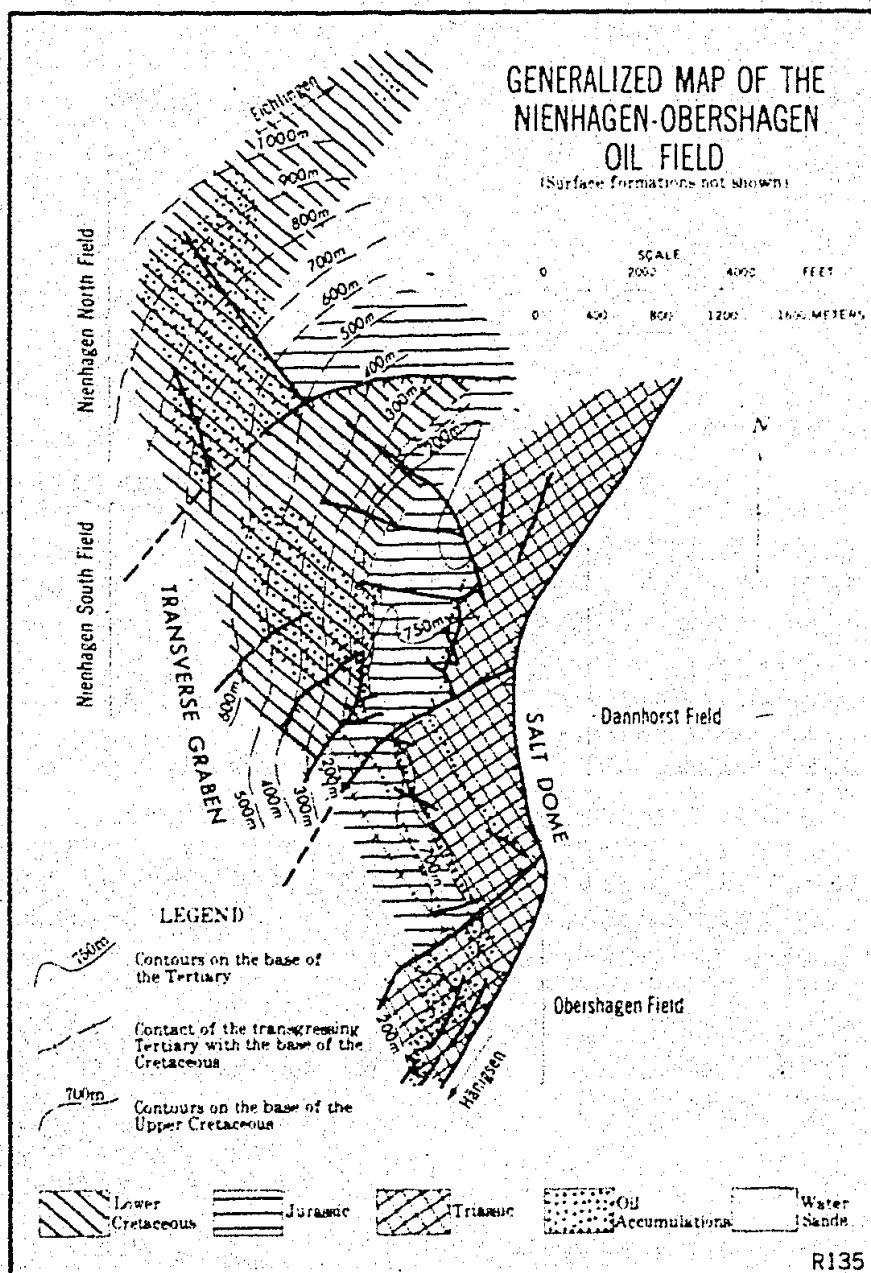 GENERALIZED MAP OF THE
NIENHAGEN-OBERSHAGEN
OIL FIELD
(Surface formations not shown)
SCALE
0 2000 4000 FEET
0 400 800 1200 1600 METERS
N
Eichlingen
1000m
900m
800m
700m
600m
500m
400m
300m
200m
Nienhagen North Field
Nienhagen South Field
TRANSVERSE GRABEN
750m
600m
500m
400m
300m
200m
700m
200m
SALT DOME
Dannhorst Field
Obershagen Field
Hänigsen
LEGEND
750m
Contours on the base of
the Tertiary
Contact of the transgressing
Tertiary with the base of the
Cretaceous
700m
Contours on the base of the
Upper Cretaceous
Lower
Cretaceous
Jurassic
Triassic
Oil
Accumulations
Water
Sands
R135